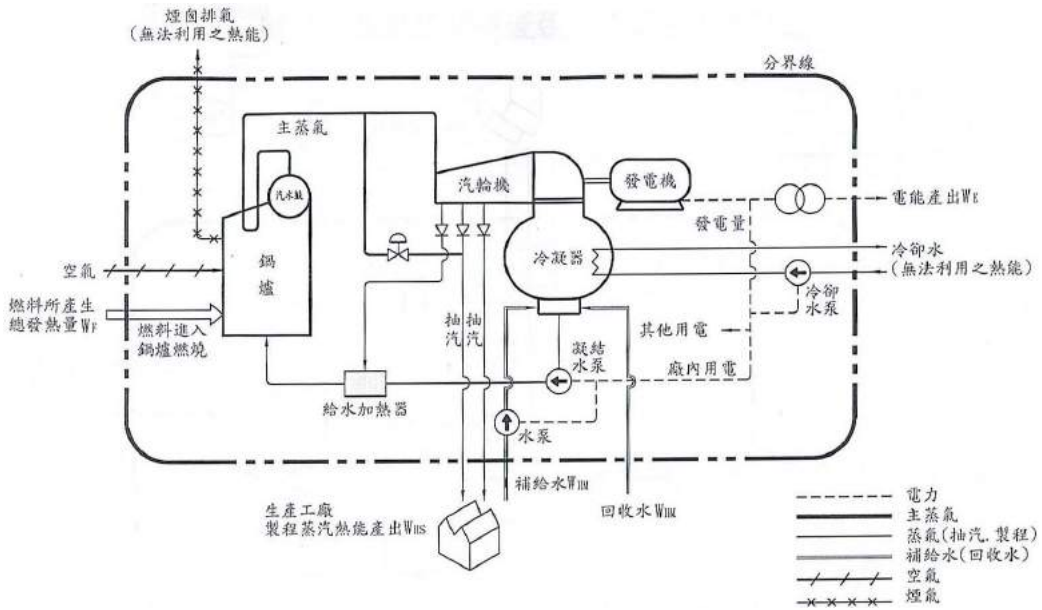 煙囪排氣
(無法利用之熱能)
分界線
主蒸氣
汽水鼓
汽輪機
發電機
發電量
電能產出WE
鍋爐
冷凝器
冷卻水
(無法利用之熱能)
空氣
冷卻
水泵
燃料所產生
總發熱量WF
燃料進入
鍋爐燃燒
抽汽
抽汽
其他用電
凝結
水泵
廠內用電
給水加熱器
水泵
補給水WHM
回收水WHM
生產工廠
製程蒸汽熱能產出WHS
電力
主蒸氣
蒸氣(抽汽.製程)
補給水(回收水)
空氣
煙氣